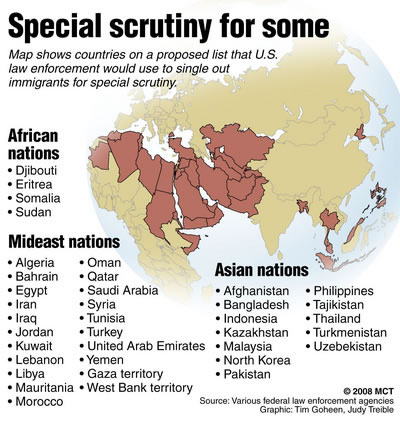 Special scrutiny for some
Map shows countries on a proposed list that U.S.
law enforcement would use to single out
immigrants for special scrutiny.
African
nations
• Djibouti
• Eritrea
• Somalia
• Sudan
Mideast nations
• Algeria
• Bahrain
• Egypt
• Iran
• Iraq
• Jordan
• Kuwait
• Lebanon
• Libya
• Mauritania
• Morocco
• Oman
• Qatar
• Saudi Arabia
• Syria
• Tunisia
• Turkey
• United Arab Emirates
• Yemen
• Gaza territory
• West Bank territory
Asian nations
• Afghanistan
• Bangladesh
• Indonesia
• Kazakhstan
• Malaysia
• North Korea
• Pakistan
• Philippines
• Tajikistan
• Thailand
• Turkmenistan
• Uzebekistan
© 2008 MCT
Source: Various federal law enforcement agencies
Graphic: Tim Goheen, Judy Treible